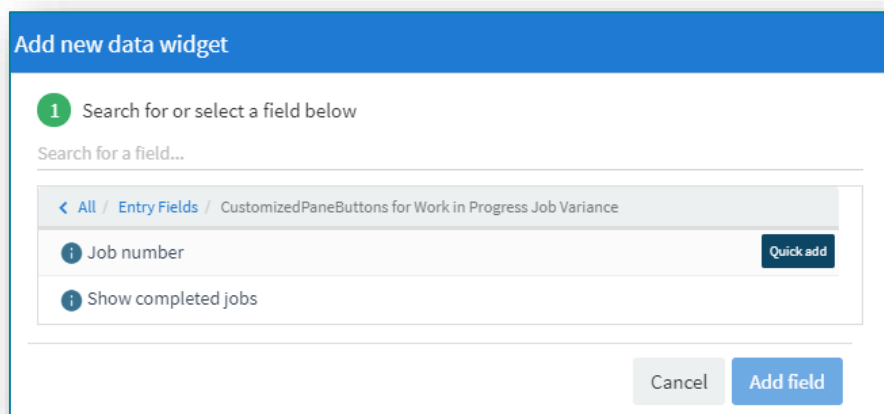 Add new data widget
1 Search for or select a field below
Search for a field...
All / Entry Fields / CustomizedPaneButtons for Work in Progress Job Variance
Job number Quick add
Show completed jobs
Cancel Add field